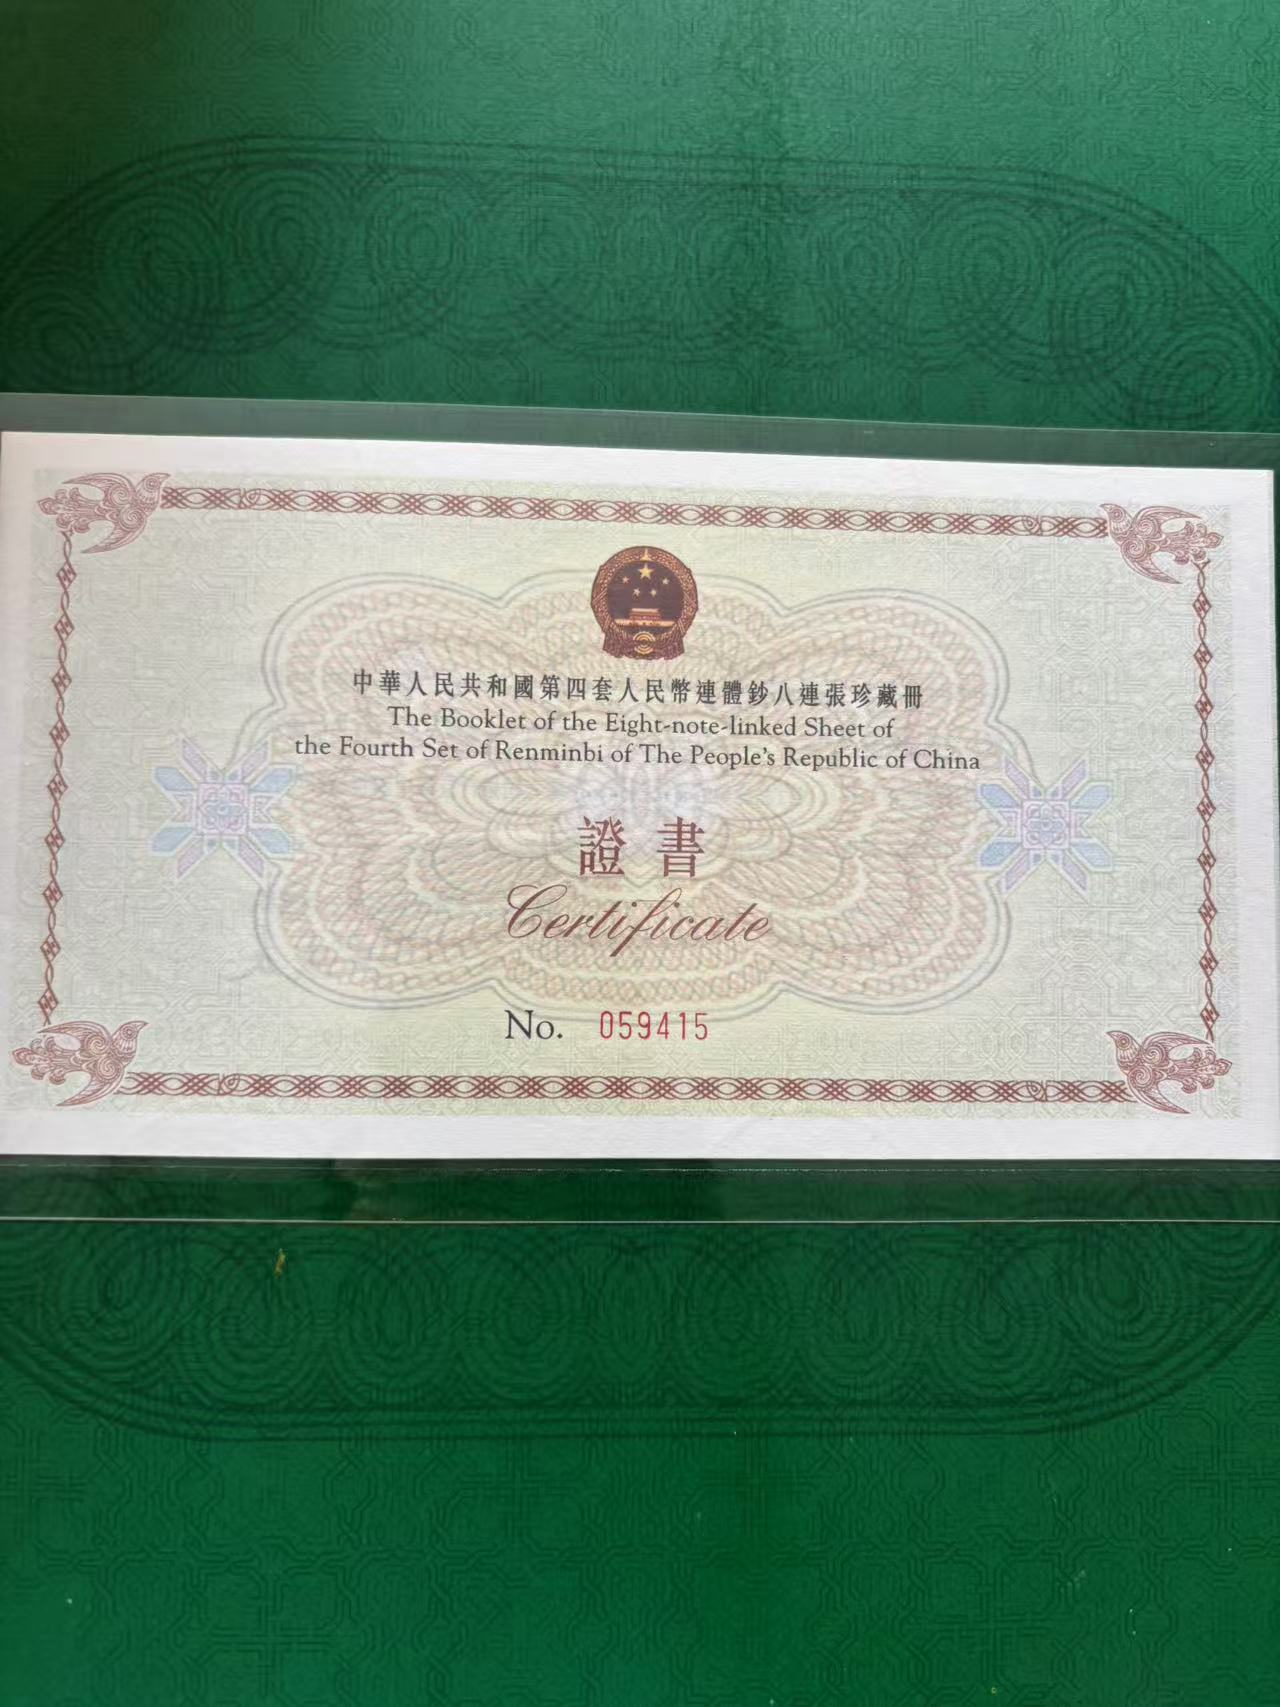 中華人民共和國第四套人民幣連體鈔八連張珍藏冊
The Booklet of the Eight-note-linked Sheet of
the Fourth Set of Renminbi of The People's Republic of China
證書
Certificate
No. 059415